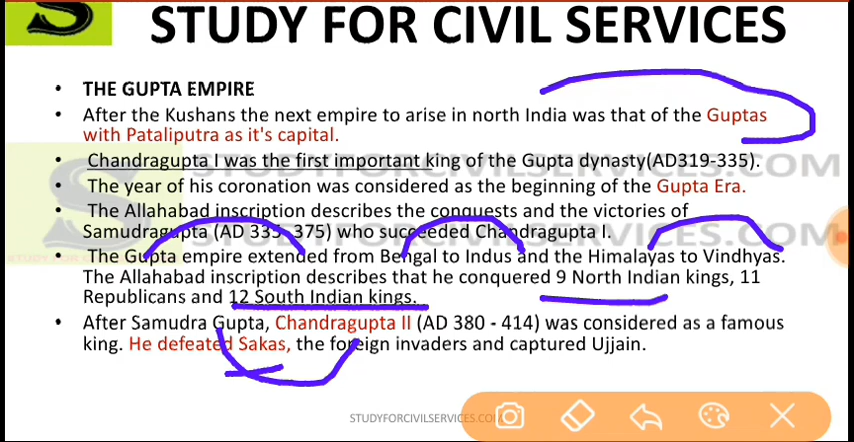 S
STUDY FOR CIVIL SERVICES
• THE GUPTA EMPIRE
• After the Kushans the next empire to arise in north India was that of the Guptas
with Pataliputra as it's capital.
• Chandragupta I was the first important king of the Gupta dynasty(AD319-335).
• The year of his coronation was considered as the beginning of the Gupta Era.
• The Allahabad inscription describes the conquests and the victories of
Samudragupta (AD 335-375) who succeeded Chandragupta I.
• The Gupta empire extended from Bengal to Indus and the Himalayas to Vindhyas.
The Allahabad inscription describes that he conquered 9 North Indian kings, 11
Republicans and 12 South Indian kings.
• After Samudra Gupta, Chandragupta II (AD 380 - 414) was considered as a famous
king. He defeated Sakas, the foreign invaders and captured Ujjain.
STUDYFORCIVILSERVICES.COM